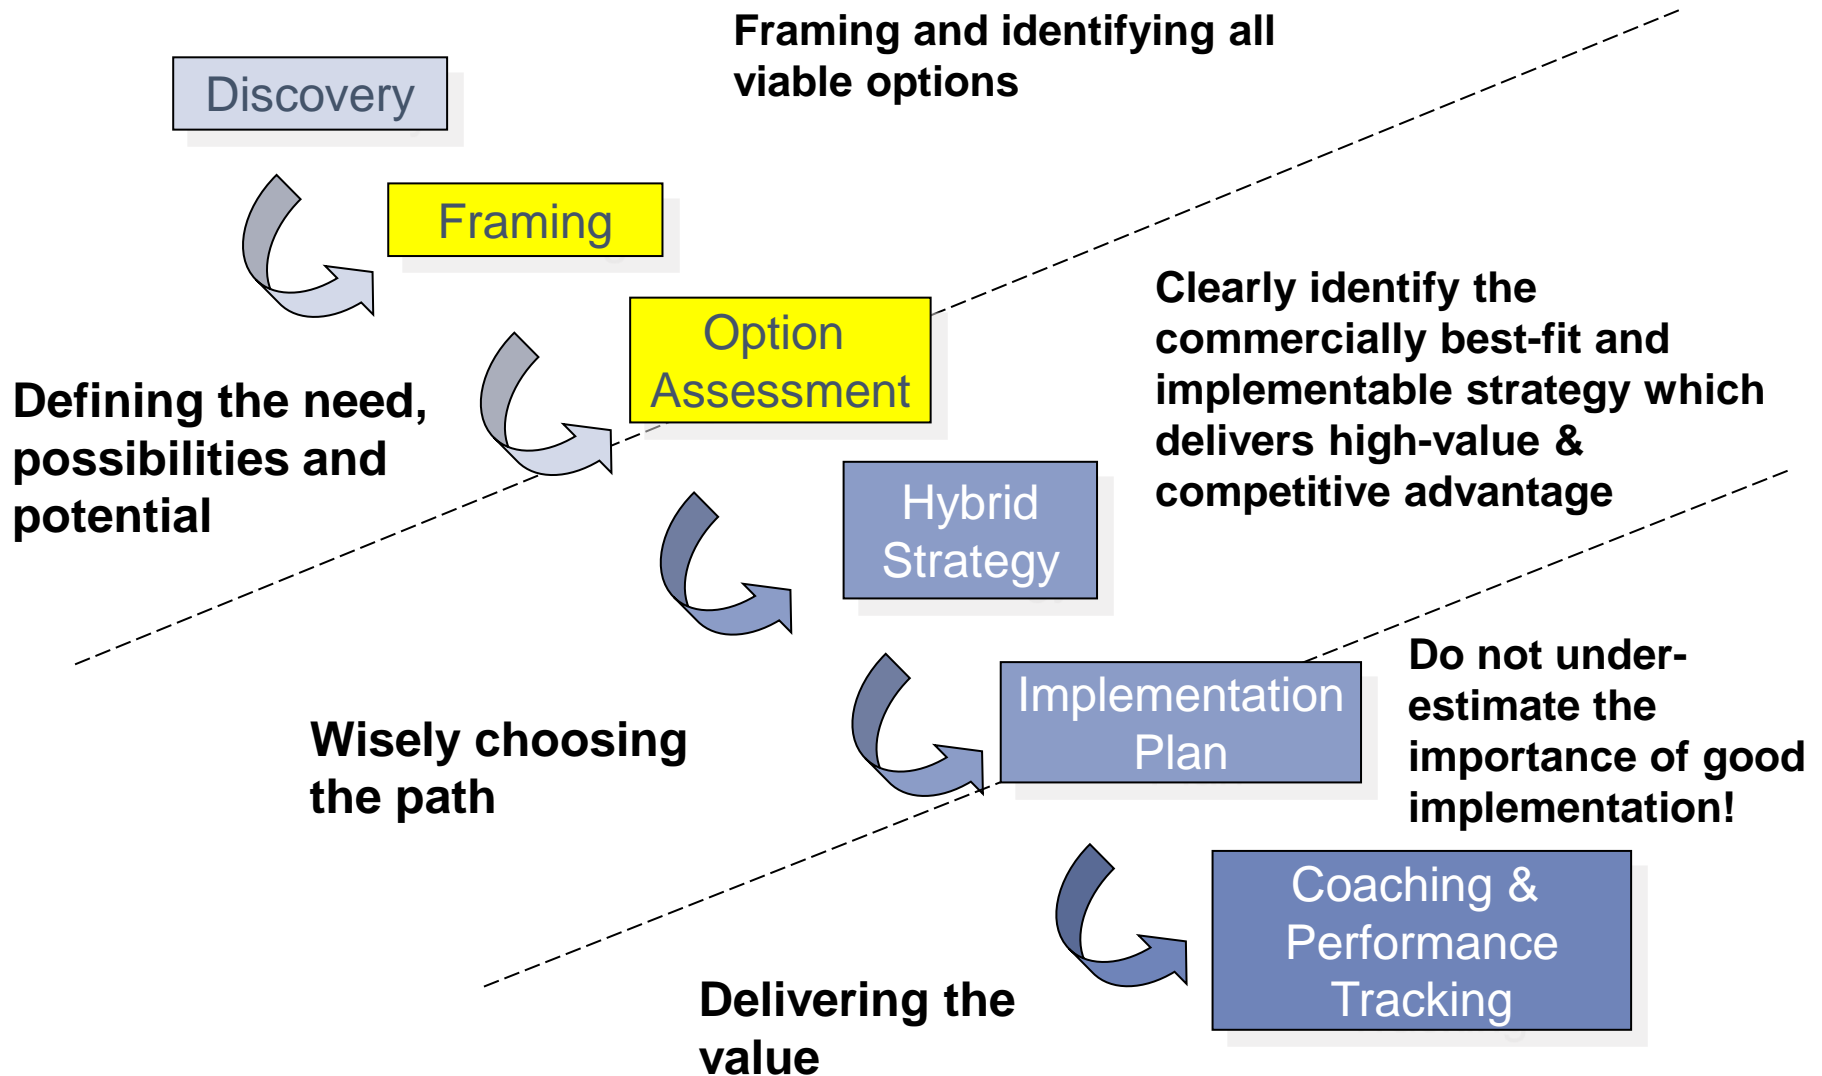 Framing and identifying all
viable options
Discovery
Framing
Option
Assessment
Clearly identify the
commercially best-fit and
implementable strategy which
delivers high-value &
competitive advantage
Defining the need,
possibilities and
potential
Hybrid
Strategy
Implementation
Plan
Do not under-
estimate the
importance of good
implementation!
Wisely choosing
the path
Coaching &
Performance
Tracking
Delivering the
value